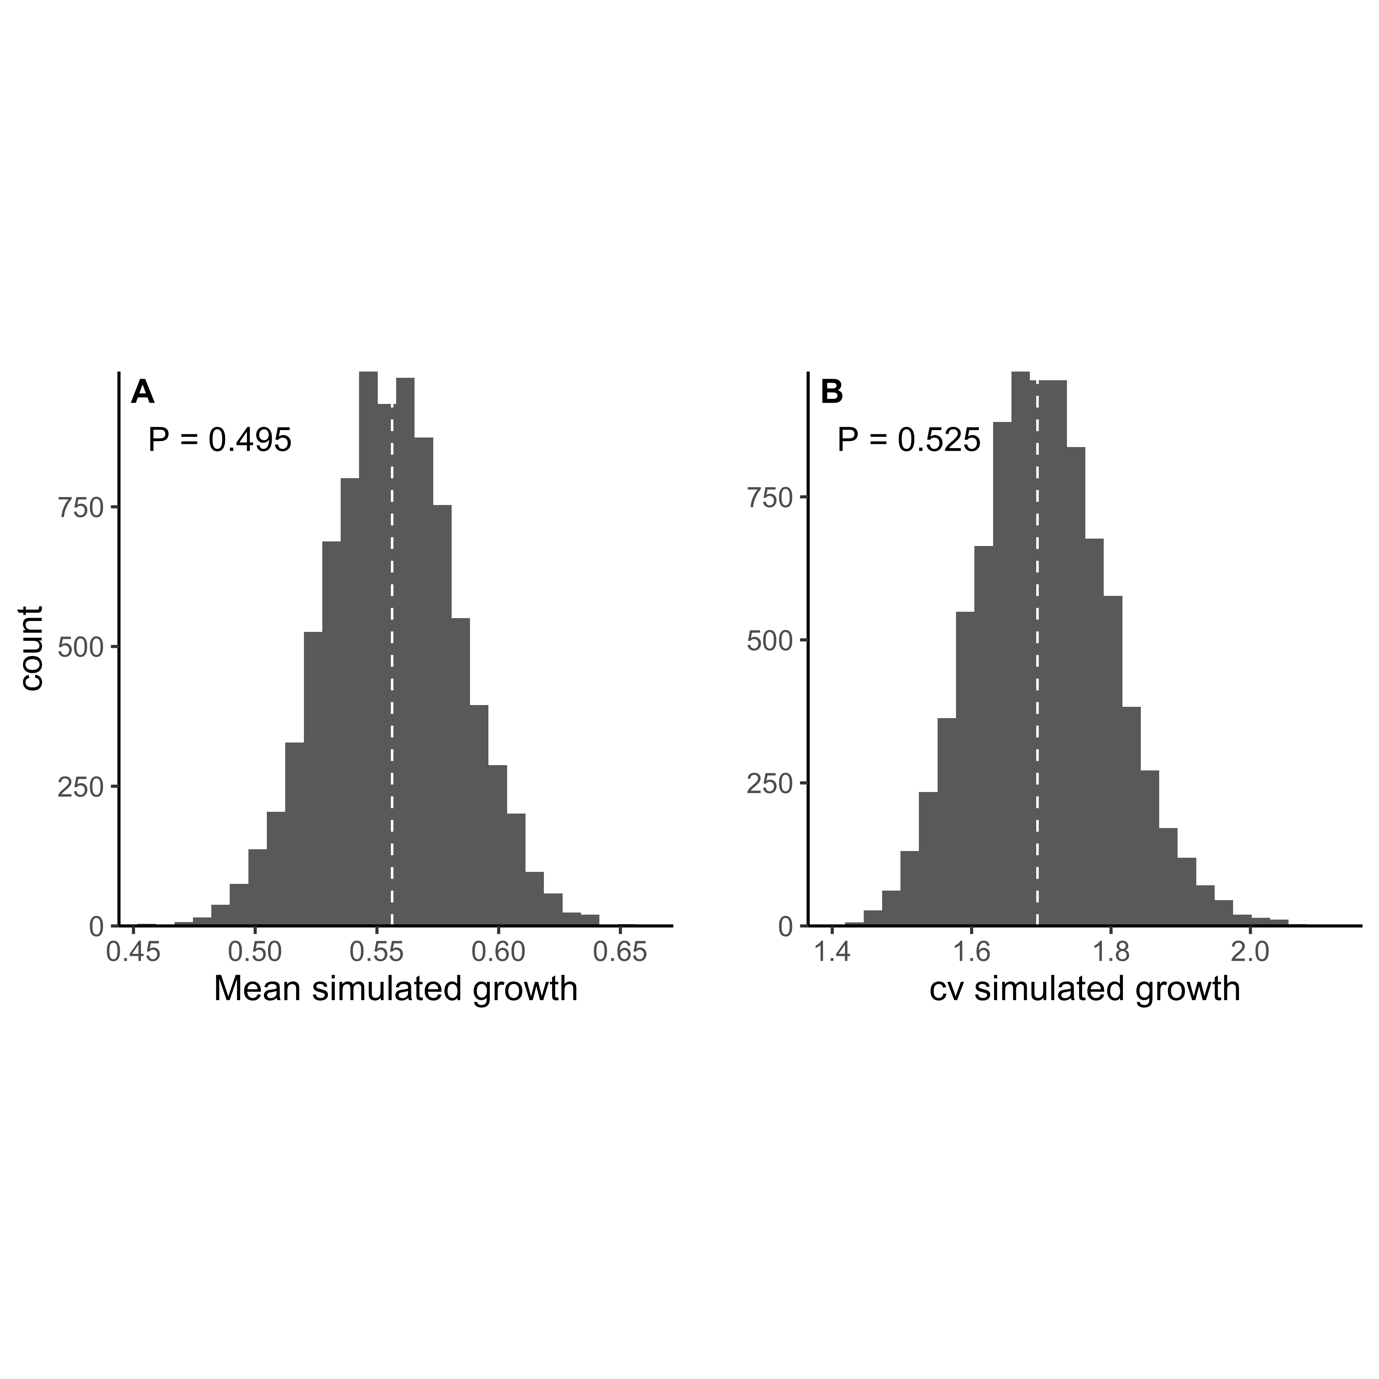 A
P = 0.495
count
750
500
250
0
0.45 0.50 0.55 0.60 0.65
Mean simulated growth
B
P = 0.525
750
500
250
0
1.4 1.6 1.8 2.0
cv simulated growth